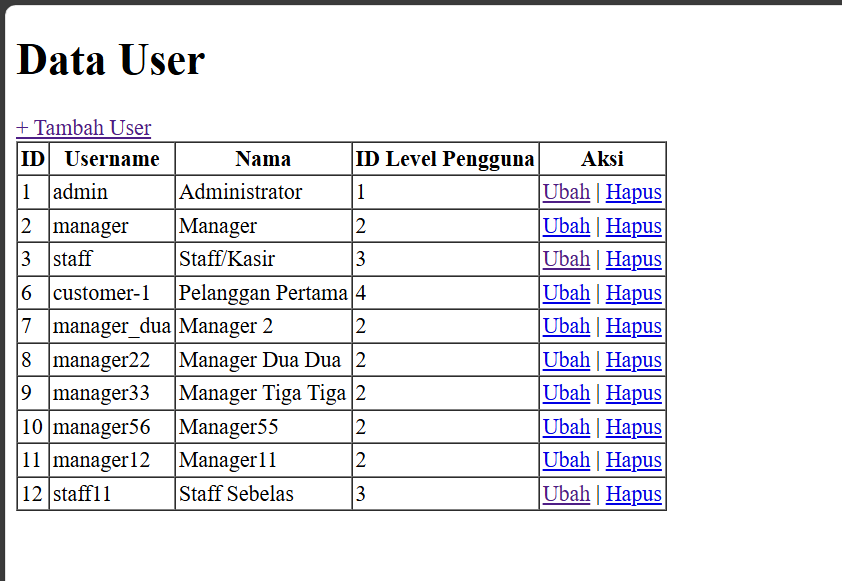 Data User
+ Tambah User
ID Username Nama ID Level Pengguna Aksi
1 admin Administrator 1 Ubah | Hapus
2 manager Manager 2 Ubah | Hapus
3 staff Staff/Kasir 3 Ubah | Hapus
6 customer-1 Pelanggan Pertama 4 Ubah | Hapus
7 manager_dua Manager 2 2 Ubah | Hapus
8 manager22 Manager Dua Dua 2 Ubah | Hapus
9 manager33 Manager Tiga Tiga 2 Ubah | Hapus
10 manager56 Manager55 2 Ubah | Hapus
11 manager12 Manager11 2 Ubah | Hapus
12 staff11 Staff Sebelas 3 Ubah | Hapus